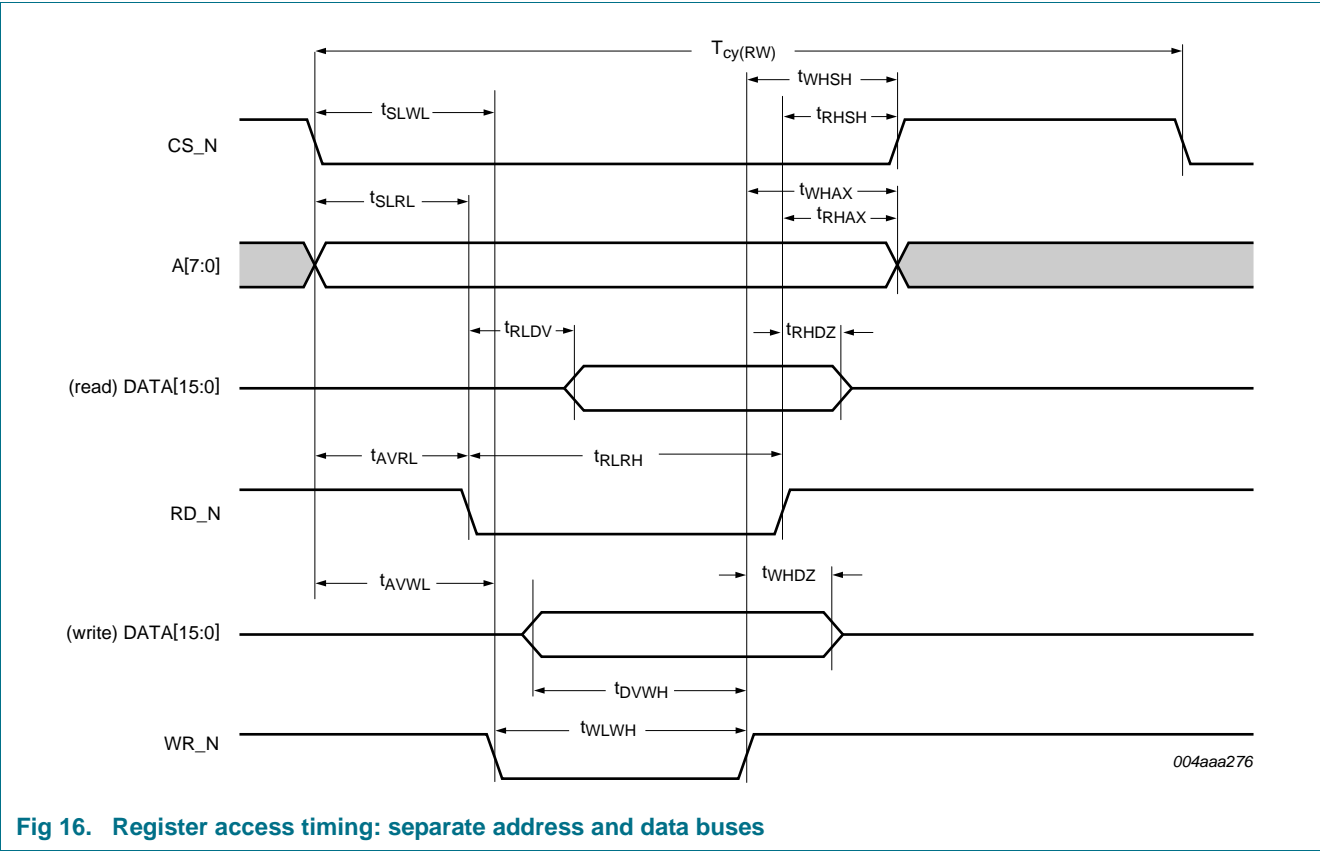 Tcy(RW)
tWHSH
tSLWL
tRHSH
CS_N
tWHAX
tSLRL
tRHAX
A[7:0]
tRLDV
tRHDZ
(read) DATA[15:0]
tAVRL
tRLRH
RD_N
tWHDZ
tAVWL
(write) DATA[15:0]
tDVWH
tWLWH
WR_N
004aaa276
Fig 16. Register access timing: separate address and data buses